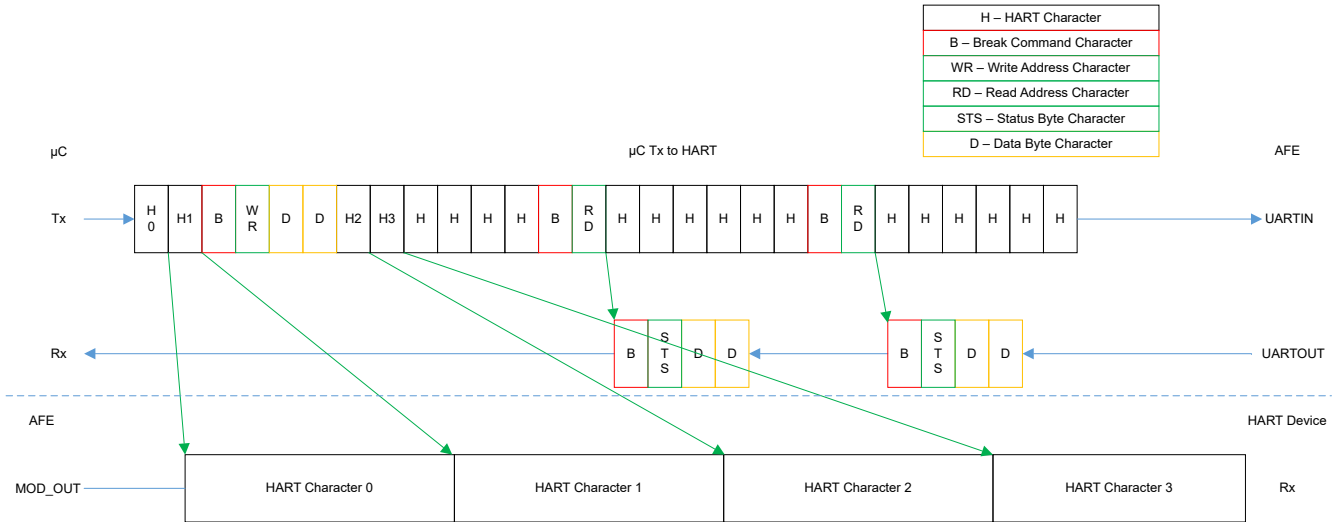 H – HART Character
B – Break Command Character
WR – Write Address Character
RD – Read Address Character
STS – Status Byte Character
D – Data Byte Character
µC
µC Tx to HART
AFE
Tx
H
0
H1
B
W
R
D
D
H2
H3
H
H
H
H
B
R
D
H
H
H
H
H
H
B
R
D
H
H
H
H
H
H
UARTIN
Rx
B
S
T
S
D
D
B
S
T
S
D
D
UARTOUT
AFE
HART Device
MOD_OUT
HART Character 0
HART Character 1
HART Character 2
HART Character 3
Rx